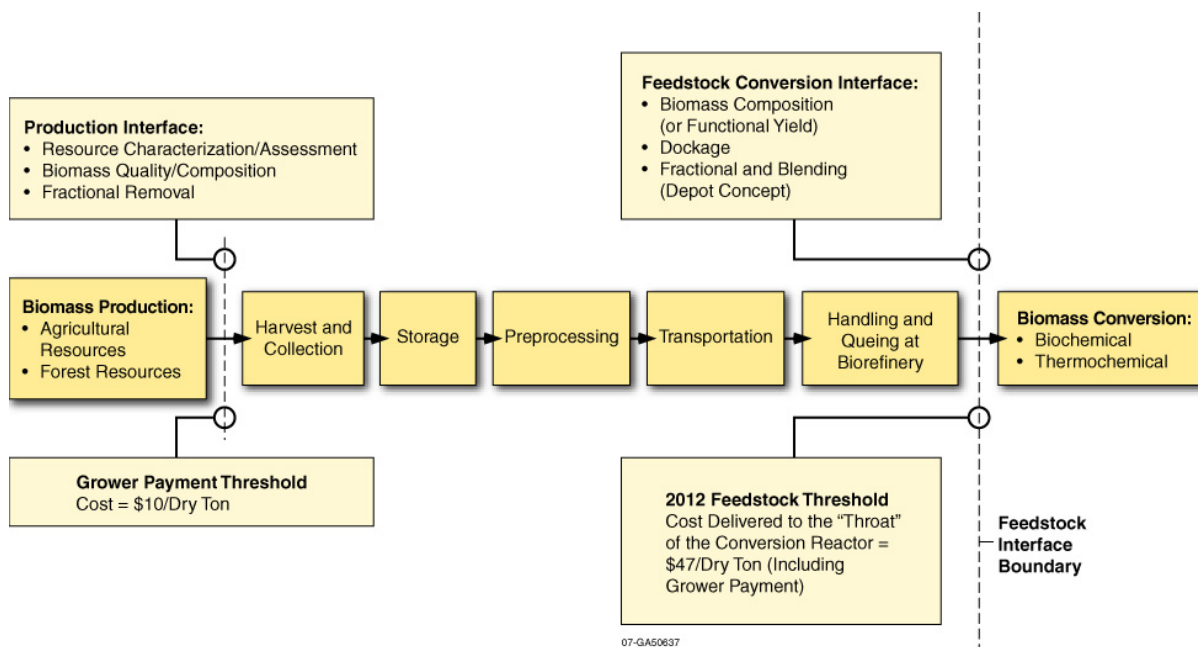 Production Interface:
• Resource Characterization/Assessment
• Biomass Quality/Composition
• Fractional Removal
Feedstock Conversion Interface:
• Biomass Composition
(or Functional Yield)
• Dockage
• Fractional and Blending
(Depot Concept)
Biomass Production:
• Agricultural
Resources
• Forest Resources
Harvest and
Collection
Storage
Preprocessing
Transportation
Handling and
Queing at
Biorefinery
Biomass Conversion:
• Biochemical
• Thermochemical
Grower Payment Threshold
Cost = $10/Dry Ton
2012 Feedstock Threshold
Cost Delivered to the “Throat”
of the Conversion Reactor =
$47/Dry Ton (Including
Grower Payment)
Feedstock
Interface
Boundary
07-GA50637